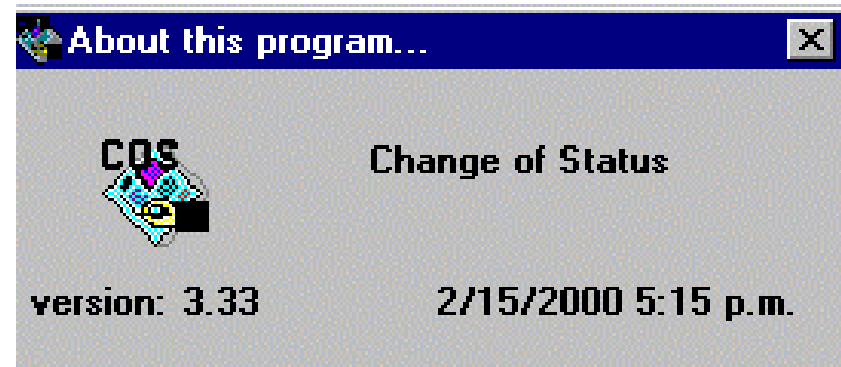 About this program...
COS
Change of Status
version: 3.33
2/15/2000 5:15 p.m.